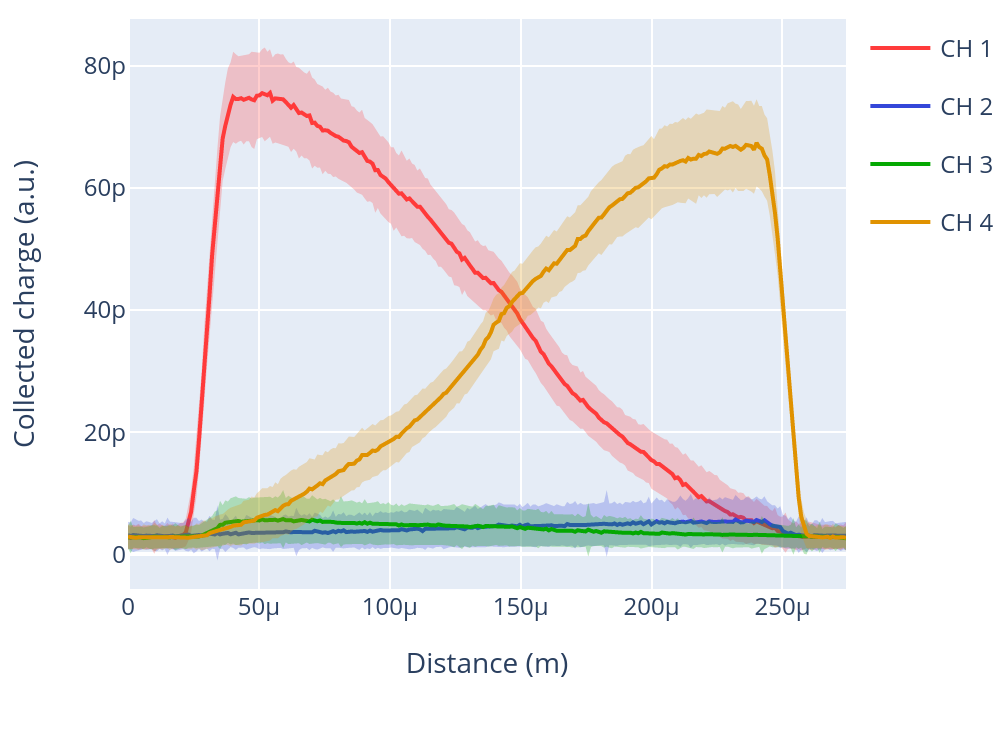 CH 1
CH 2
CH 3
CH 4
Collected charge (a.u.)
80p
60p
40p
20p
0
0 50μ 100μ 150μ 200μ 250μ
Distance (m)